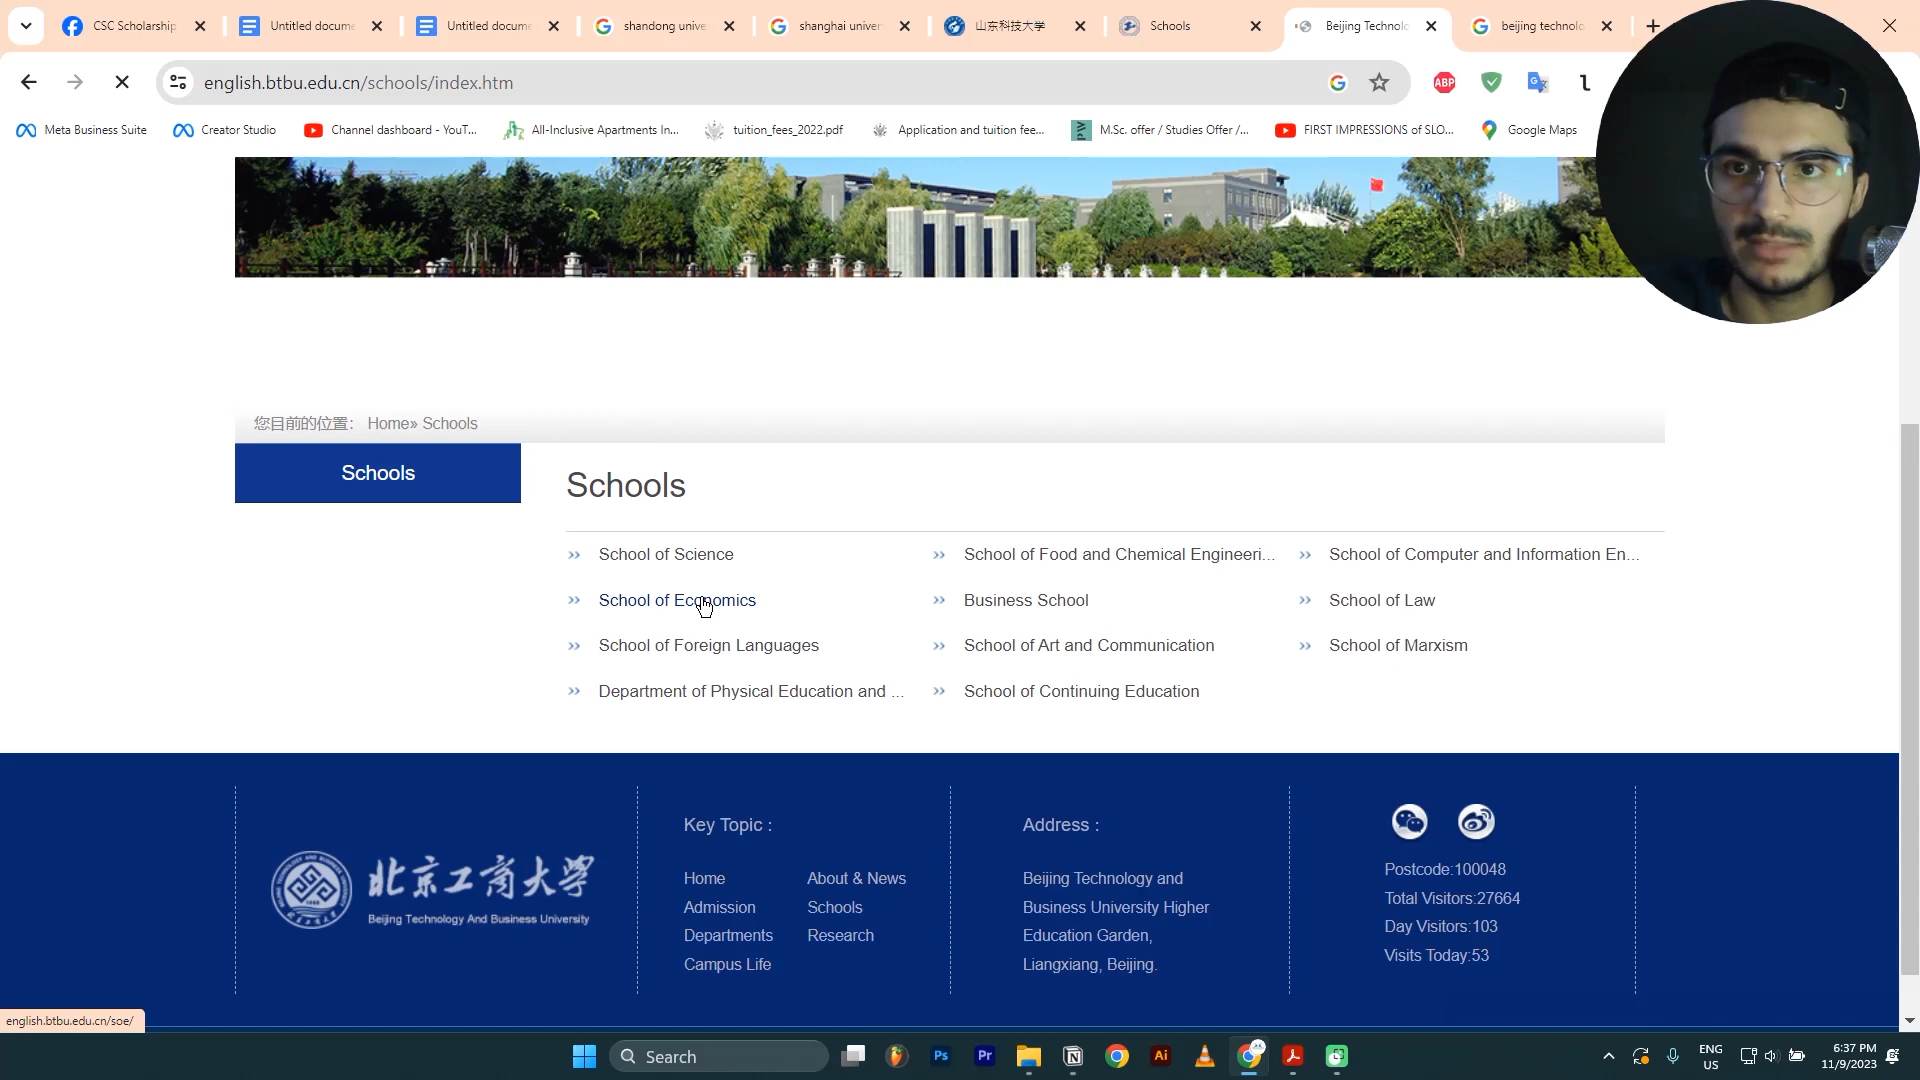 CSC Scholarship
Untitled docume
Untitled docume
shandong unive
shanghai univer
山东科技大学
Schools
Beijing Technolo
beijing technolo
english.btbu.edu.cn/schools/index.htm
ABP
Meta Business Suite
Creator Studio
Channel dashboard - YouT...
All-Inclusive Apartments In...
tuition_fees_2022.pdf
Application and tuition fee...
M.Sc. offer / Studies Offer /...
FIRST IMPRESSIONS of SLO...
Google Maps
您目前的位置： Home» Schools
Schools
Schools
School of Science
School of Food and Chemical Engineeri...
School of Computer and Information En...
School of Economics
Business School
School of Law
School of Foreign Languages
School of Art and Communication
School of Marxism
Department of Physical Education and ...
School of Continuing Education
北京工商大学
Beijing Technology And Business University
Key Topic :
Home
About & News
Admission
Schools
Departments
Research
Campus Life
Address :
Beijing Technology and
Business University Higher
Education Garden,
Liangxiang, Beijing.
Postcode:100048
Total Visitors:27664
Day Visitors:103
Visits Today:53
english.btbu.edu.cn/soe/
Search
Ps
Pr
Ai
ENG
US
6:37 PM
11/9/2023